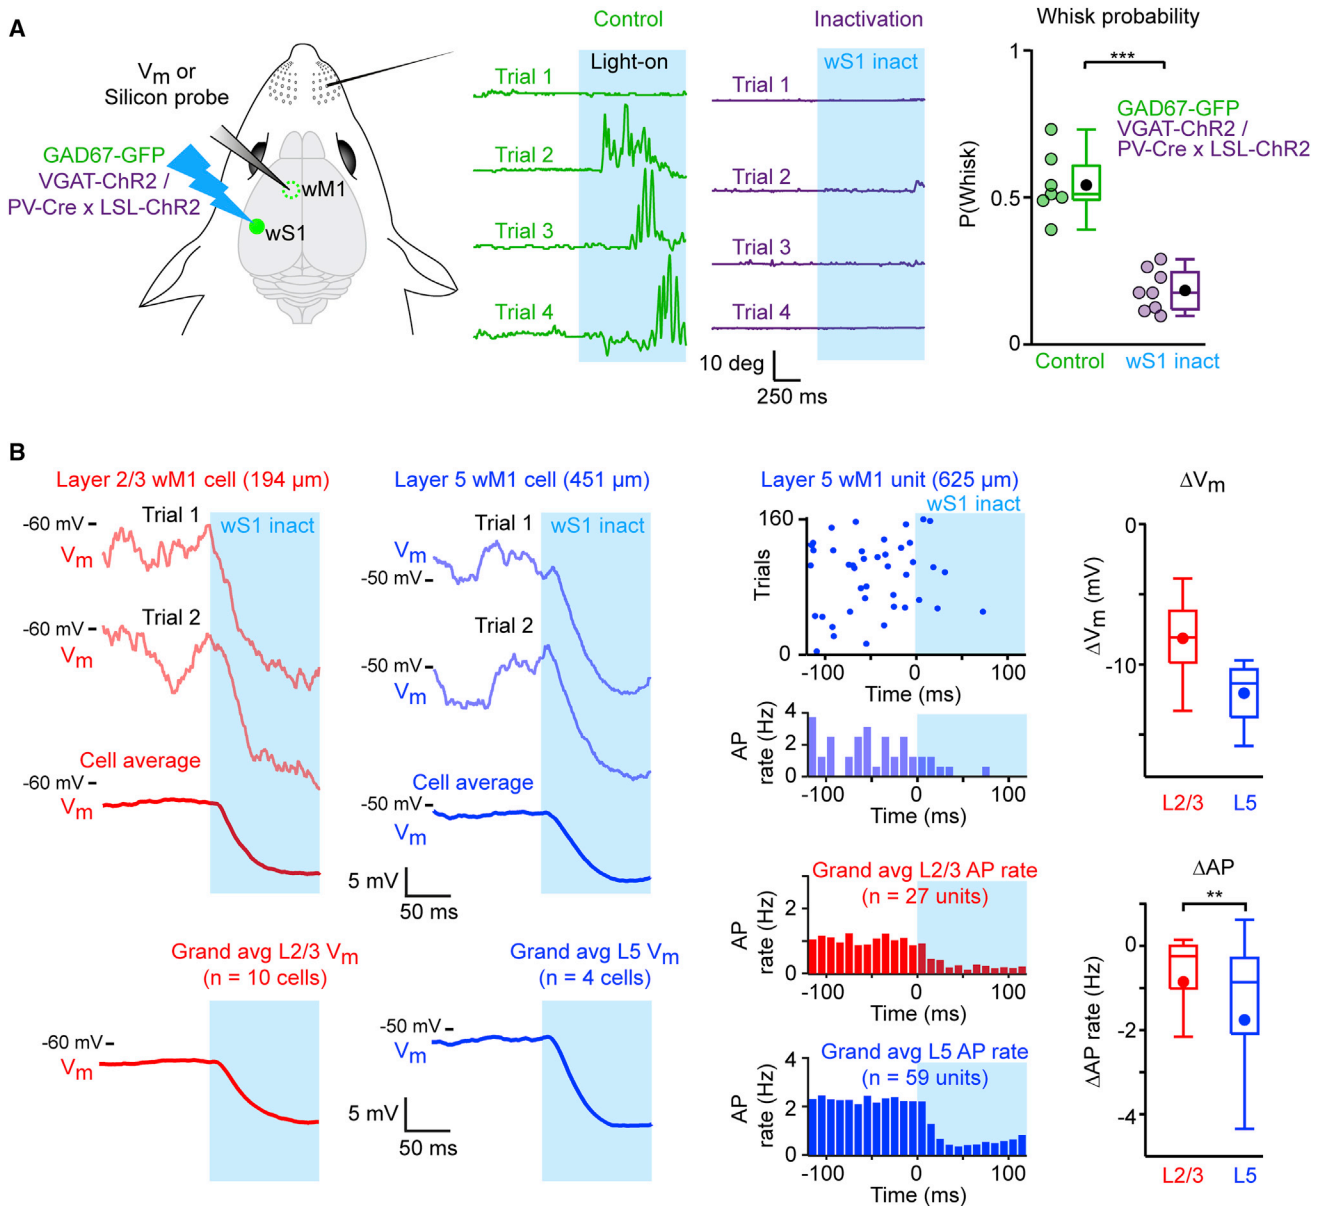 A
Vm or
Silicon probe
GAD67-GFP
VGAT-ChR2 /
PV-Cre x LSL-ChR2
wM1
wS1
Control
Light-on
Trial 1
Trial 2
Trial 3
Trial 4
Inactivation
wS1 inact
Trial 1
Trial 2
Trial 3
Trial 4
10 deg
250 ms
Whisk probability
1
***
GAD67-GFP
VGAT-ChR2 /
PV-Cre x LSL-ChR2
P(Whisk)
0.5
0
Control
wS1 inact
B
Layer 2/3 wM1 cell (194 µm)
wS1 inact
Trial 1
-60 mV
Vm
Trial 2
-60 mV
Vm
Cell average
-60 mV
Vm
5 mV
50 ms
Layer 5 wM1 cell (451 µm)
wS1 inact
Trial 1
Vm
-50 mV
Trial 2
-50 mV
Vm
Cell average
-50 mV
Vm
Grand avg L2/3 Vm
(n = 10 cells)
-60 mV
Vm
Grand avg L5 Vm
(n = 4 cells)
-50 mV
Vm
5 mV
50 ms
Layer 5 wM1 unit (625 µm)
wS1 inact
160
Trials
0
-100 0 100
Time (ms)
4
2
0
AP
rate (Hz)
-100 0 100
Time (ms)
Grand avg L2/3 AP rate
(n = 27 units)
2
0
AP
rate (Hz)
-100 0 100
Time (ms)
Grand avg L5 AP rate
(n = 59 units)
4
2
0
AP
rate (Hz)
-100 0 100
Time (ms)
ΔVm
0
-10
ΔVm (mV)
L2/3 L5
ΔAP
**
0
-2
-4
ΔAP rate (Hz)
L2/3 L5